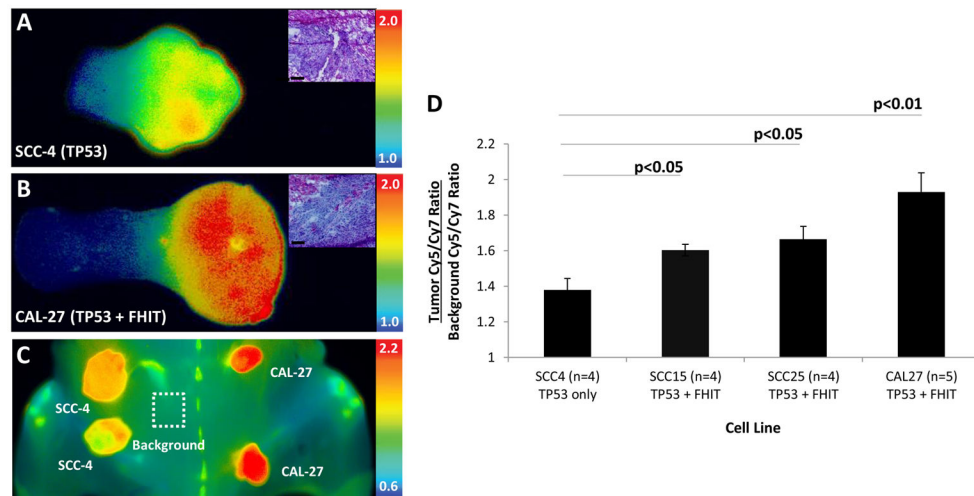 A
2.0
SCC-4 (TP53)
1.0
B
2.0
CAL-27 (TP53 + FHIT)
1.0
C
2.2
CAL-27
SCC-4
Background
SCC-4
CAL-27
0.6
D
p<0.01
p<0.05
p<0.05
Tumor Cy5/Cy7 Ratio
Background Cy5/Cy7 Ratio
2.2
2
1.8
1.6
1.4
1.2
1
SCC4 (n=4)
TP53 only
SCC15 (n=4)
TP53 + FHIT
SCC25 (n=4)
TP53 + FHIT
CAL27 (n=5)
TP53 + FHIT
Cell Line